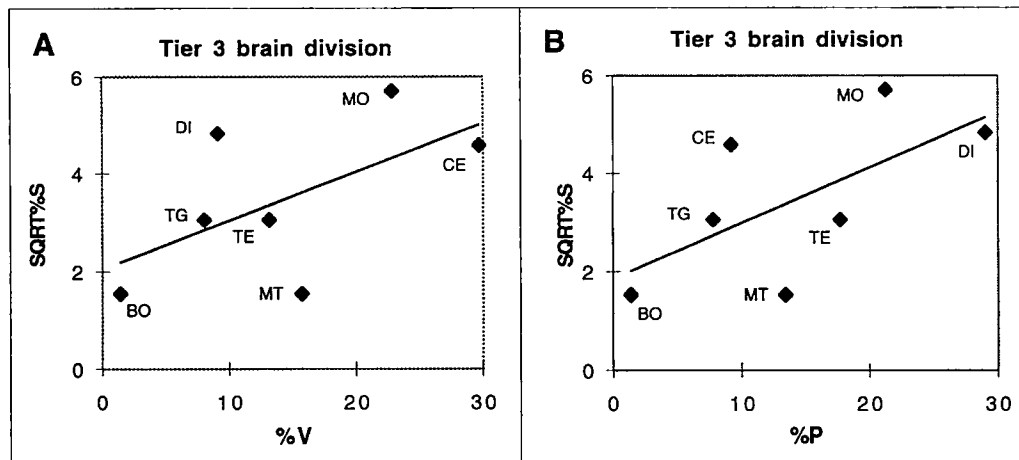 A
Tier 3 brain division
SQRT%S
6
4
2
0
0
10
20
30
%V
MO
DI
CE
TG
TE
MT
BO
B
Tier 3 brain division
SQRT%S
6
4
2
0
0
10
20
30
%P
MO
CE
DI
TG
TE
MT
BO